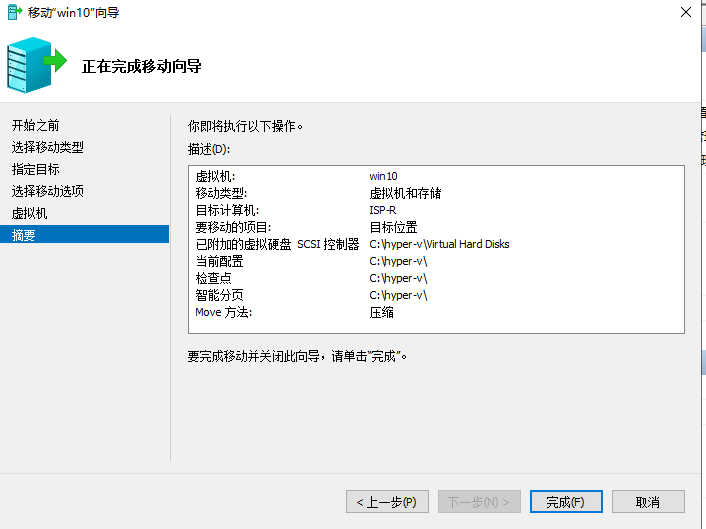 移动"win10"向导
正在完成移动向导
开始之前
选择移动类型
指定目标
选择移动选项
虚拟机
摘要
你即将执行以下操作。
描述(D):
虚拟机: win10
移动类型: 虚拟机和存储
目标计算机: ISP-R
要移动的项目: 目标位置
已附加的虚拟硬盘 SCSI 控制器 C:\hyper-v\Virtual Hard Disks
当前配置 C:\hyper-v\
检查点 C:\hyper-v\
智能分页 C:\hyper-v\
Move 方法: 压缩
要完成移动并关闭此向导，请单击"完成"。
< 上一步(P) 下一步(N) > 完成(F) 取消